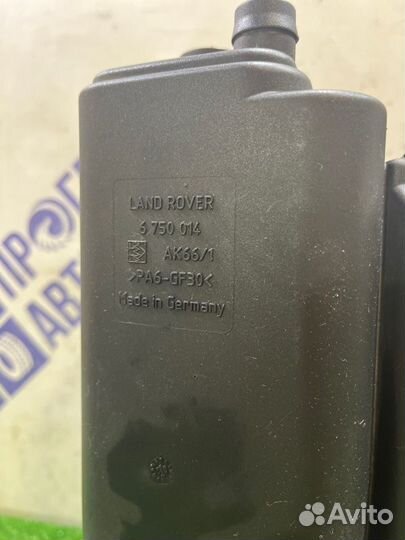 LAND ROVER
6 750 014
AK66/1
>PA6-GF30<
Made in Germany
Avito